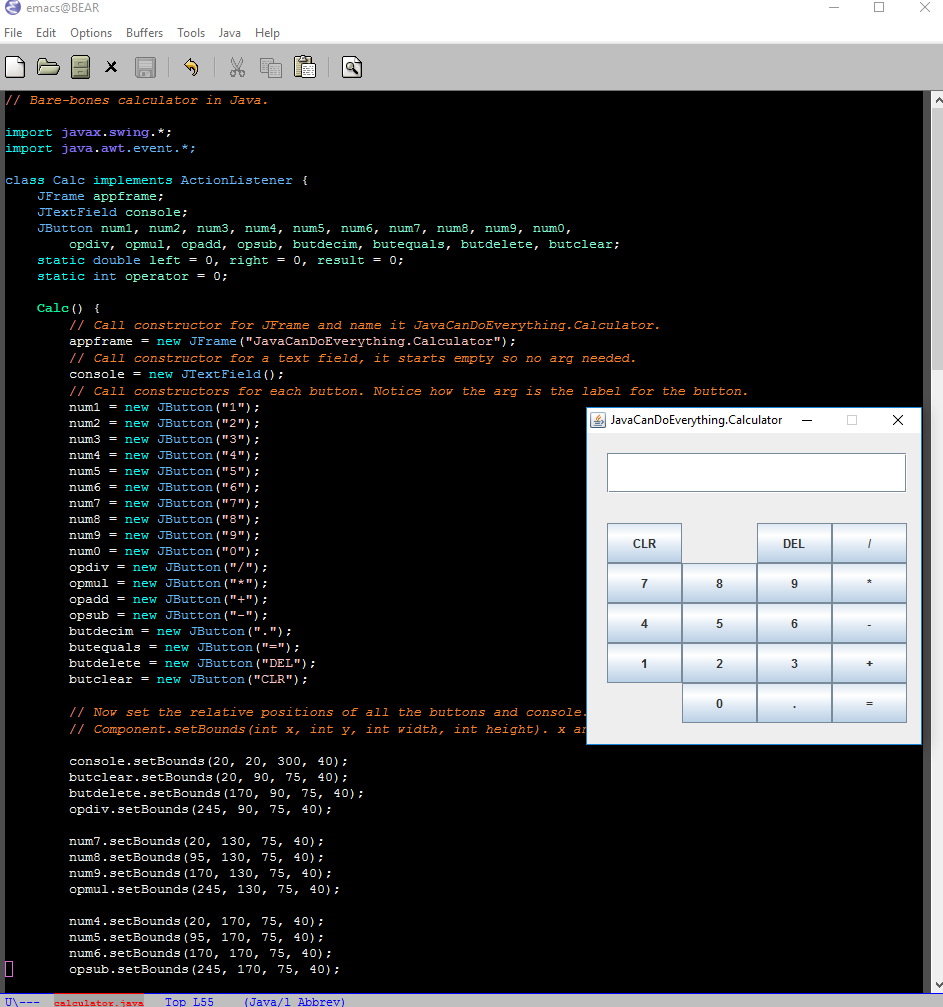 emacs@BEAR
File Edit Options Buffers Tools Java Help
// Bare-bones calculator in Java.
import javax.swing.*;
import java.awt.event.*;
class Calc implements ActionListener {
JFrame appframe;
JTextField console;
JButton num1, num2, num3, num4, num5, num6, num7, num8, num9, num0,
opdiv, opmul, opadd, opsub, butdecim, butequals, butdelete, butclear;
static double left = 0, right = 0, result = 0;
static int operator = 0;
Calc() {
// Call constructor for JFrame and name it JavaCanDoEverything.Calculator.
appframe = new JFrame("JavaCanDoEverything.Calculator");
// Call constructor for a text field, it starts empty so no arg needed.
console = new JTextField();
// Call constructors for each button. Notice how the arg is the label for the button.
num1 = new JButton("1");
num2 = new JButton("2");
num3 = new JButton("3");
num4 = new JButton("4");
num5 = new JButton("5");
num6 = new JButton("6");
num7 = new JButton("7");
num8 = new JButton("8");
num9 = new JButton("9");
num0 = new JButton("0");
opdiv = new JButton("/");
opmul = new JButton("*");
opadd = new JButton("+");
opsub = new JButton("-");
butdecim = new JButton(".");
butequals = new JButton("=");
butdelete = new JButton("DEL");
butclear = new JButton("CLR");
// Now set the relative positions of all the buttons and console.
// Component.setBounds(int x, int y, int width, int height). x
console.setBounds(20, 20, 300, 40);
butclear.setBounds(20, 90, 75, 40);
butdelete.setBounds(170, 90, 75, 40);
opdiv.setBounds(245, 90, 75, 40);
num7.setBounds(20, 130, 75, 40);
num8.setBounds(95, 130, 75, 40);
num9.setBounds(170, 130, 75, 40);
opmul.setBounds(245, 130, 75, 40);
num4.setBounds(20, 170, 75, 40);
num5.setBounds(95, 170, 75, 40);
num6.setBounds(170, 170, 75, 40);
opsub.setBounds(245, 170, 75, 40);
U\--- calculator.java Top L55 (Java/l Abbrev)
JavaCanDoEverything.Calculator
CLR DEL /
7 8 9 *
4 5 6 -
1 2 3 +
0 . =